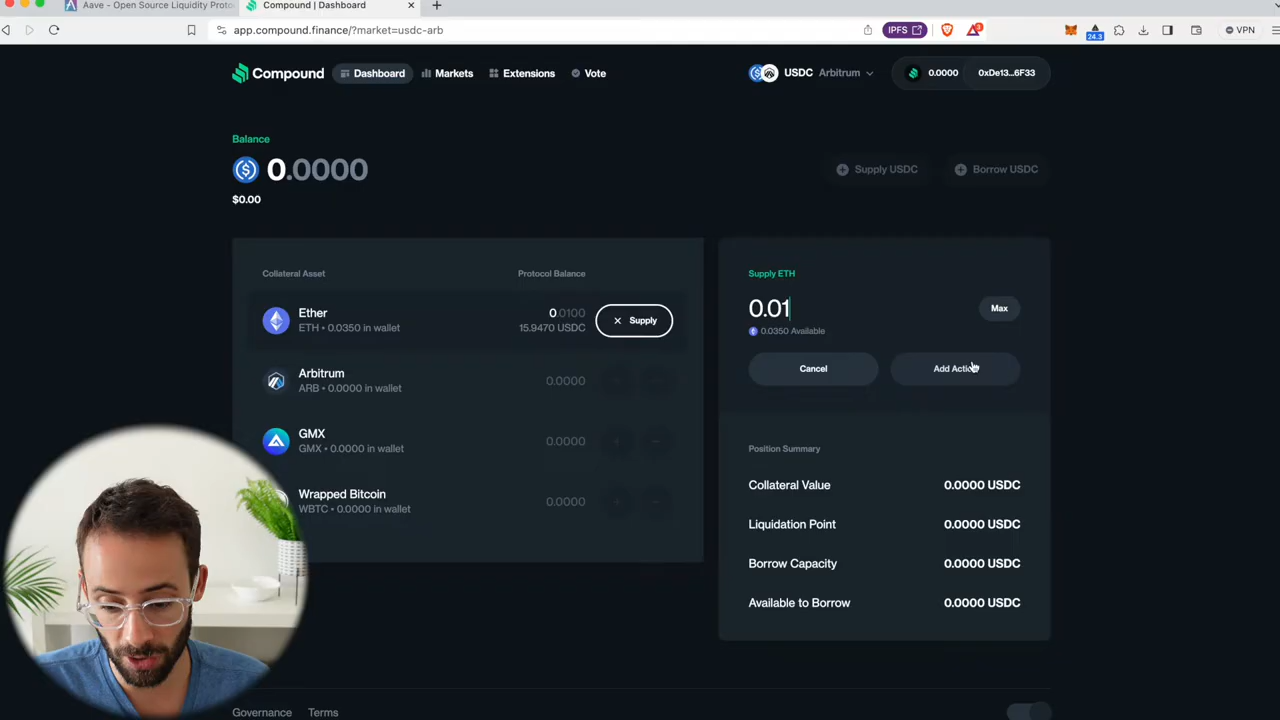 Aave - Open Source Liquidity Proto
Compound | Dashboard
app.compound.finance/?market=usdc-arb
IPFS
24.3
VPN
Compound
Dashboard
Markets
Extensions
Vote
USDC Arbitrum
0.0000
0xDe13...6F33
Balance
0.0000
$0.00
Supply USDC
Borrow USDC
Collateral Asset
Protocol Balance
Ether
ETH • 0.0350 in wallet
0.0100
15.9470 USDC
Supply
Arbitrum
ARB • 0.0000 in wallet
0.0000
GMX
GMX • 0.0000 in wallet
0.0000
Wrapped Bitcoin
WBTC • 0.0000 in wallet
0.0000
Supply ETH
0.01
Max
0.0350 Available
Cancel
Add Action
Position Summary
Collateral Value
0.0000 USDC
Liquidation Point
0.0000 USDC
Borrow Capacity
0.0000 USDC
Available to Borrow
0.0000 USDC
Governance
Terms